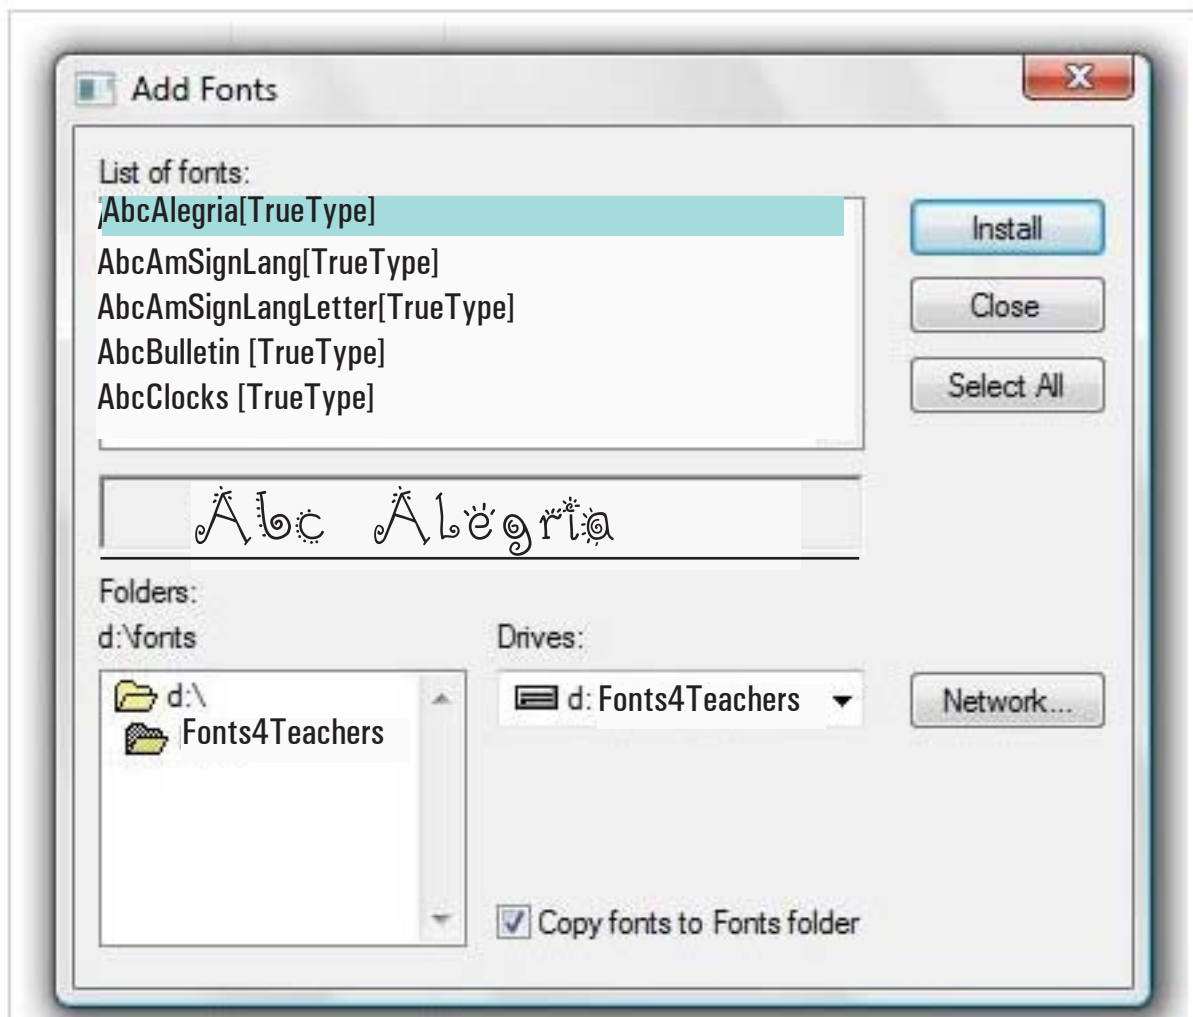 Add Fonts
List of fonts:
AbcAlegria[TrueType]
Install
AbcAmSignLang[TrueType]
AbcAmSignLangLetter[TrueType]
Close
AbcBulletin [TrueType]
AbcClocks [TrueType]
Select All
Abc Alegria
Folders:
d:\fonts
Drives:
d:\
d: Fonts4Teachers
Network...
Fonts4Teachers
Copy fonts to Fonts folder